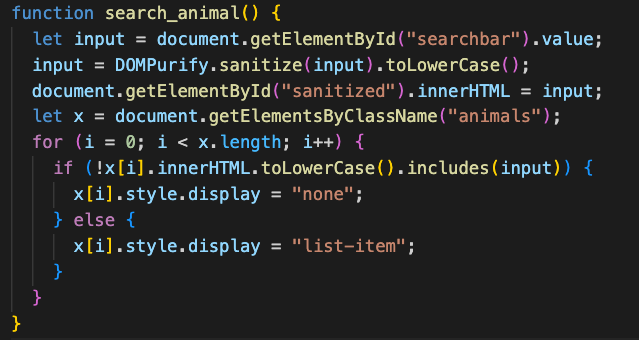 function search_animal() {
let input = document.getElementById("searchbar").value;
input = DOMPurify.sanitize(input).toLowerCase();
document.getElementById("sanitized").innerHTML = input;
let x = document.getElementsByClassName("animals");
for (i = 0; i < x.length; i++) {
if (!x[i].innerHTML.toLowerCase().includes(input)) {
x[i].style.display = "none";
} else {
x[i].style.display = "list-item";
}
}
}